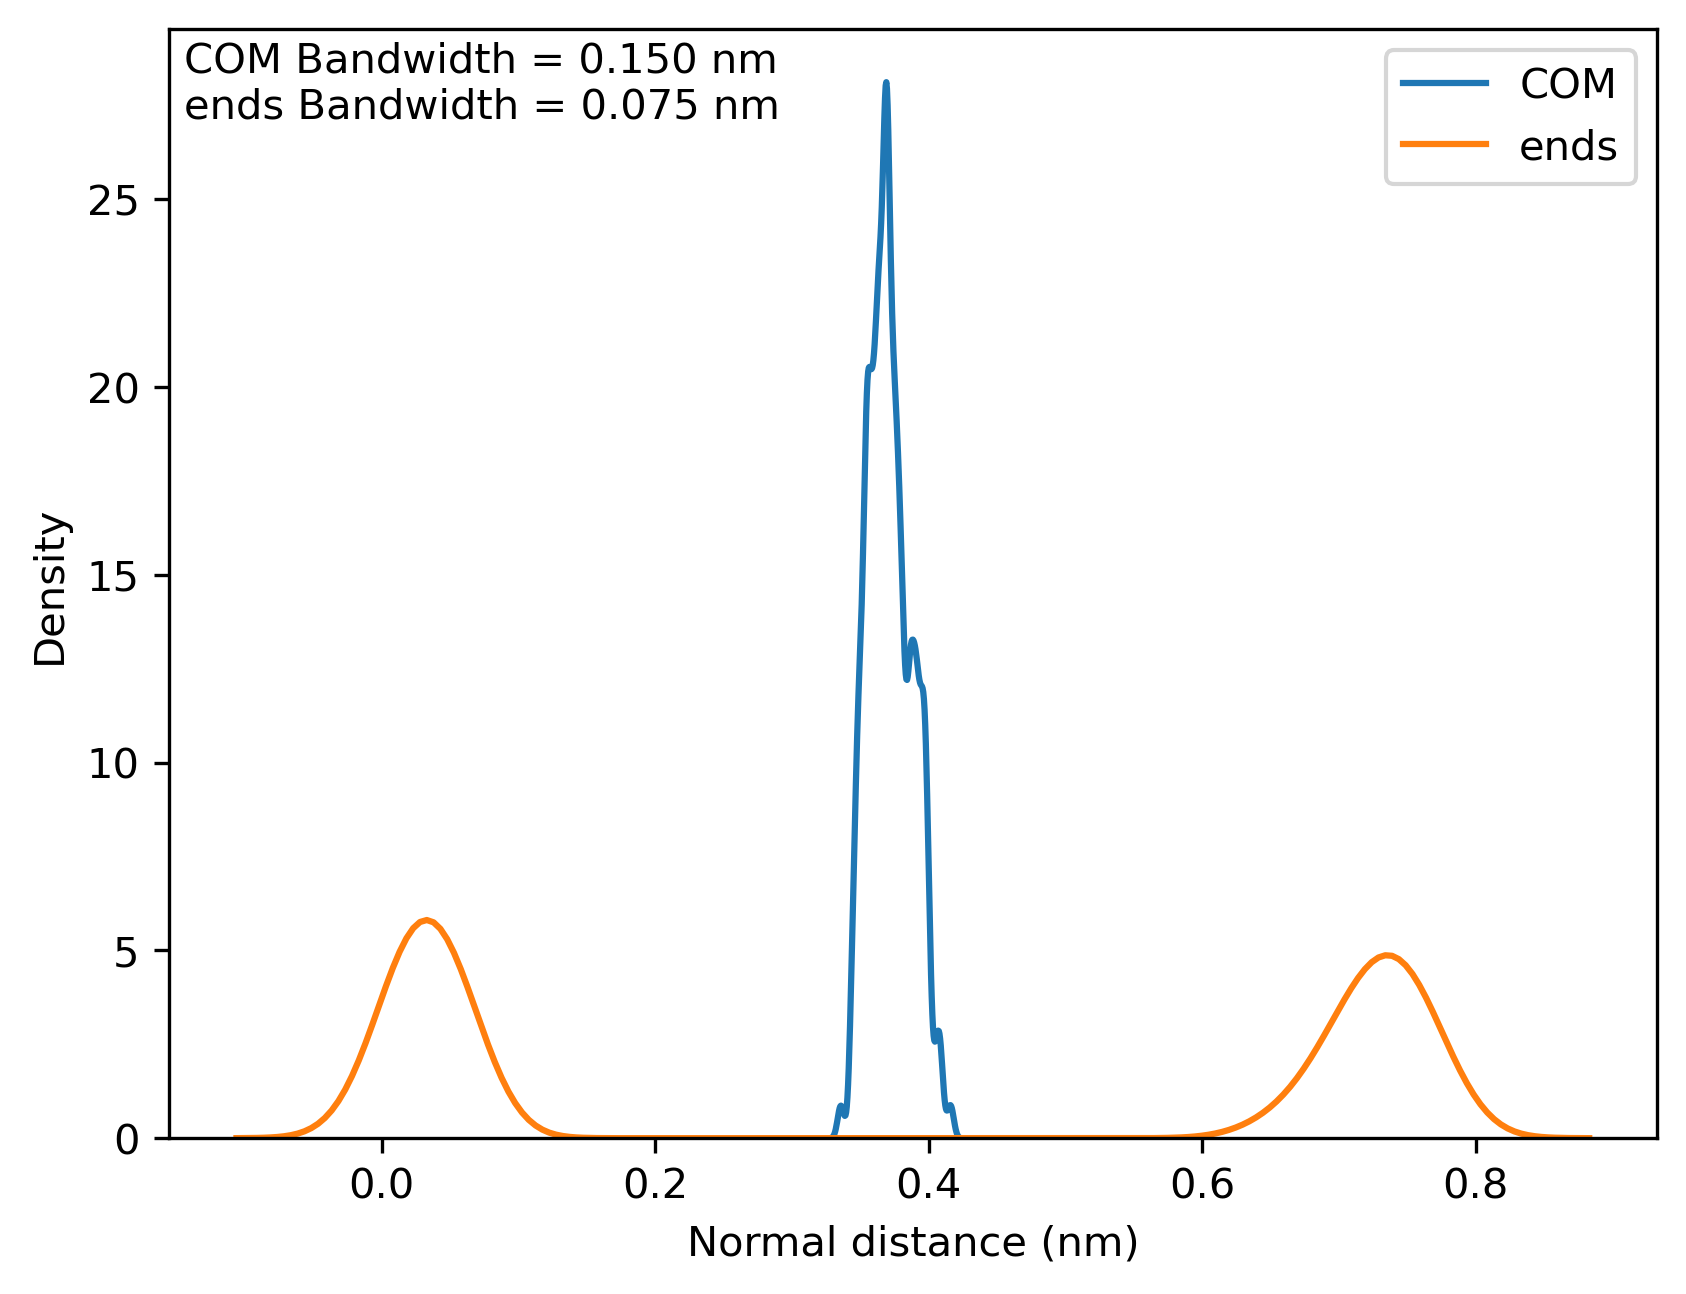 COM Bandwidth = 0.150 nm
ends Bandwidth = 0.075 nm
COM
ends
25
20
15
10
5
0
Density
0.0
0.2
0.4
0.6
0.8
Normal distance (nm)